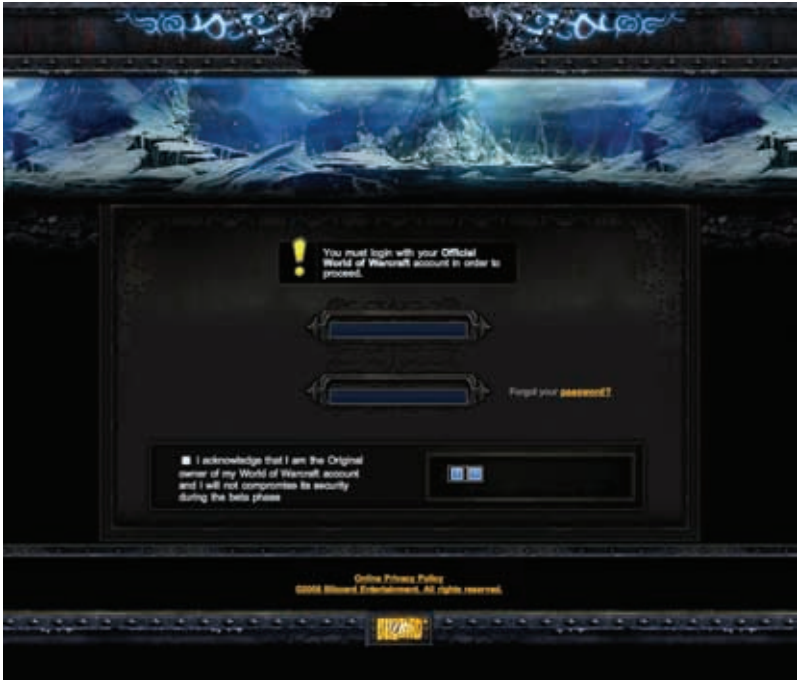 You must login with your Official
World of Warcraft account in order to
proceed.
Forgot your password?
I acknowledge that I am the Original
owner of my World of Warcraft account
and I will not compromise its security
during the beta phase
Online Privacy Policy
©2008 Blizzard Entertainment. All rights reserved.
BLIZZARD